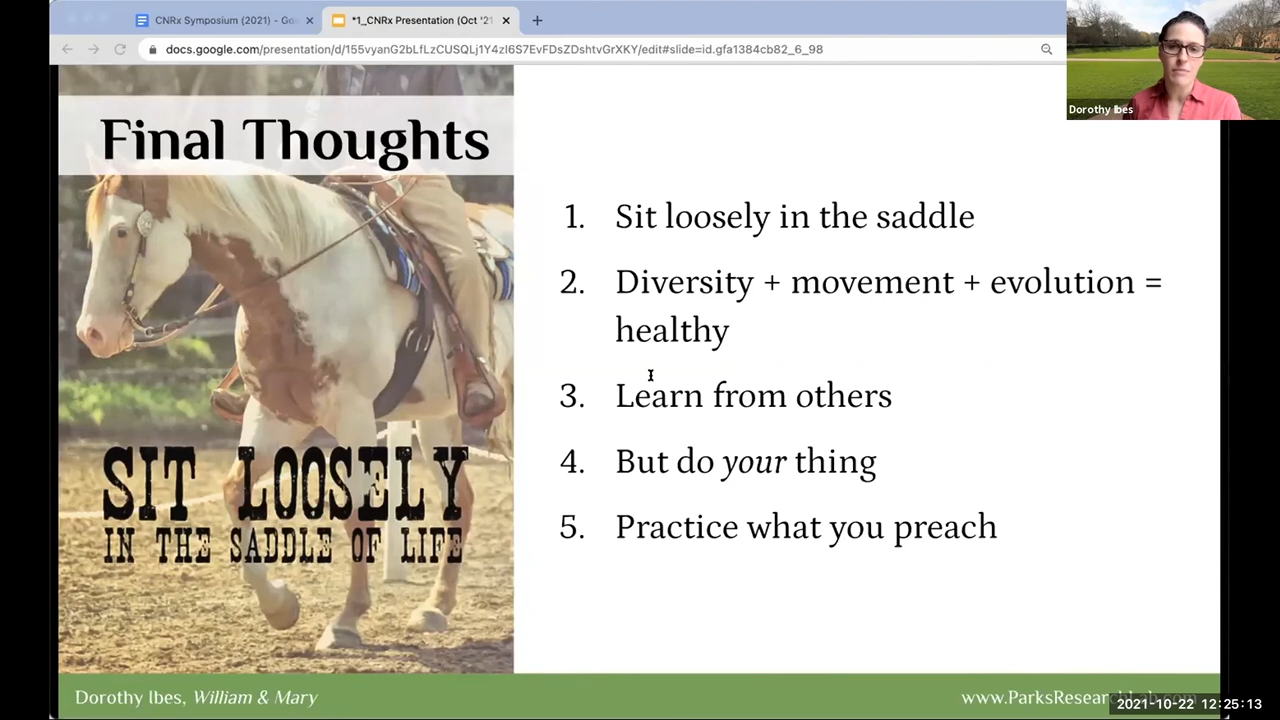 CNRx Symposium (2021) - Go
*1_CNRx Presentation (Oct '21
docs.google.com/presentation/d/155vyanG2bLfLzCUSQLj1Y4zI6S7EvFDsZDshtvGrXKY/edit#slide=id.gfa1384cb82_6_98
Dorothy Ibes
Final Thoughts
SIT LOOSELY
IN THE SADDLE OF LIFE
1. Sit loosely in the saddle
2. Diversity + movement + evolution =
healthy
3. Learn from others
4. But do your thing
5. Practice what you preach
Dorothy Ibes, William & Mary
www.ParksResearchLab.com
2021-10-22 12:25:13